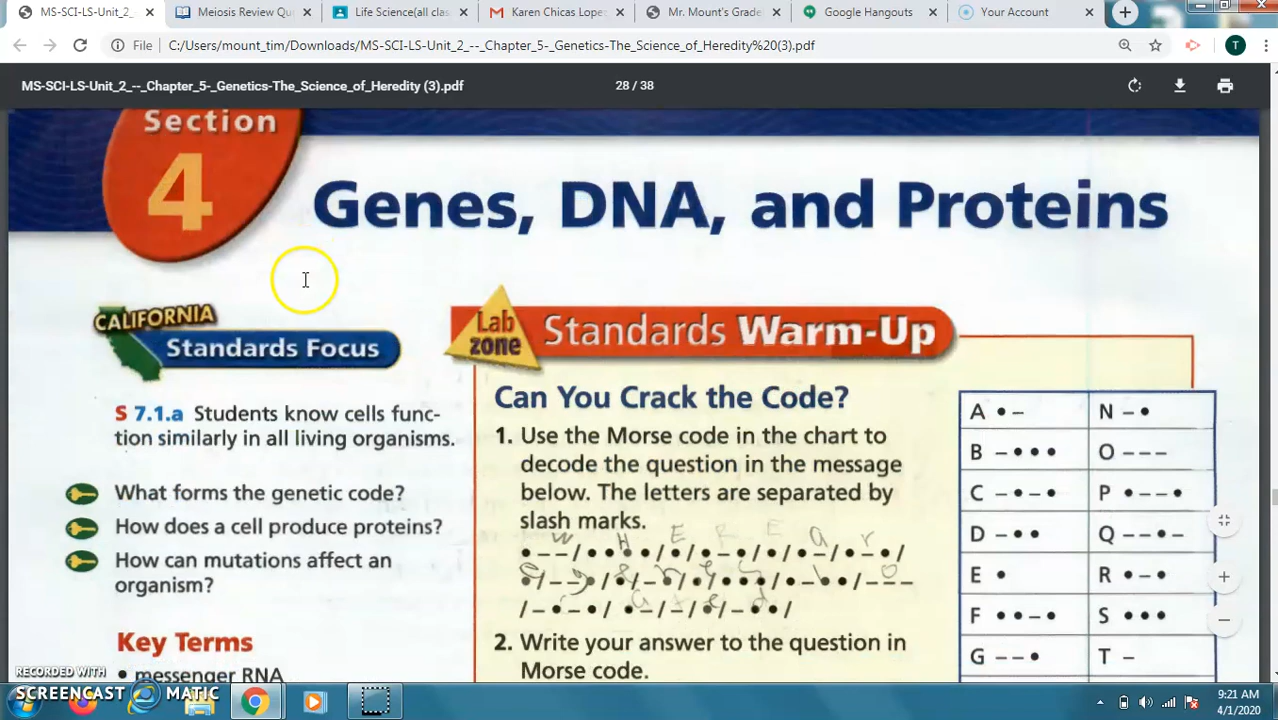 MS-SCI-LS-Unit_2_--_Chapter_5
Meiosis Review Qu
Life Science(all clas
Karen Chivas Lope
Mr. Mount's Grade
Google Hangouts
Your Account
File
C:/Users/mount_tim/Downloads/MS-SCI-LS-Unit_2_--_Chapter_5_-Genetics-The_Science_of_Heredity%20(3).pdf
T
MS-SCI-LS-Unit_2_--_Chapter_5-_Genetics-The_Science_of_Heredity (3).pdf
28 / 38
Section
4
Genes, DNA, and Proteins
CALIFORNIA
Standards Focus
S 7.1.a Students know cells func-
tion similarly in all living organisms.
What forms the genetic code?
How does a cell produce proteins?
How can mutations affect an
organism?
Key Terms
• messenger RNA
Lab
zone
Standards Warm-Up
Can You Crack the Code?
1. Use the Morse code in the chart to
decode the question in the message
below. The letters are separated by
slash marks.
W H E R E a r
•––/••••/•/•–•/•/•–/•–•/
•/––•/•/–•/•/•••/•–••/–––
/–•–•/•–/–/•/–••/
2. Write your answer to the question in
Morse code.
A •–
N –•
B –•••
O –––
C –•–•
P •––•
D –••
Q ––•–
E •
R •–•
F ••–•
S •••
G ––•
T –
RECORDED WITH
SCREENCAST MATIC
9:21 AM
4/1/2020